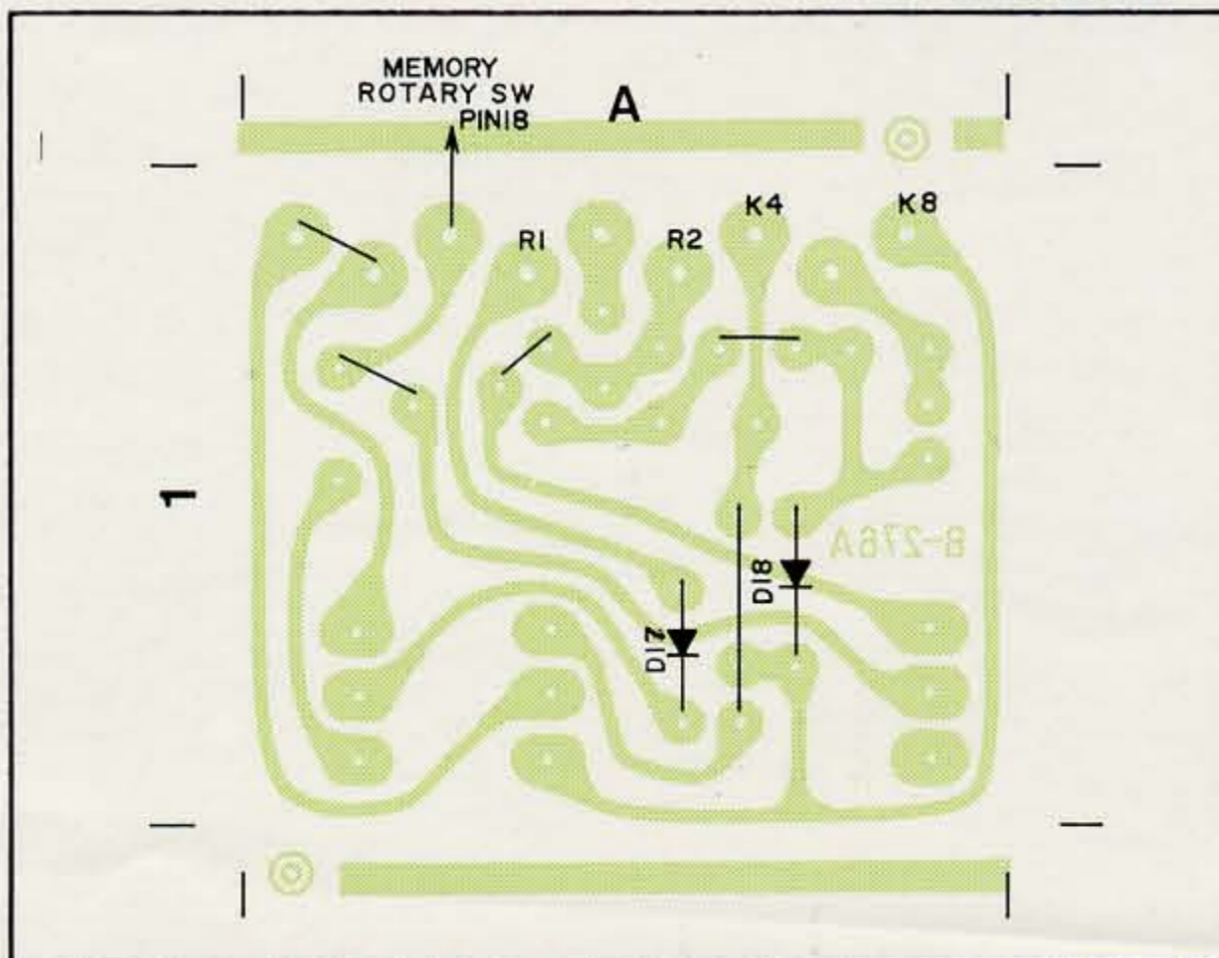 MEMORY
ROTARY SW
PIN18
A
K4
K8
R1
R2
1
B-276A
D18
D17